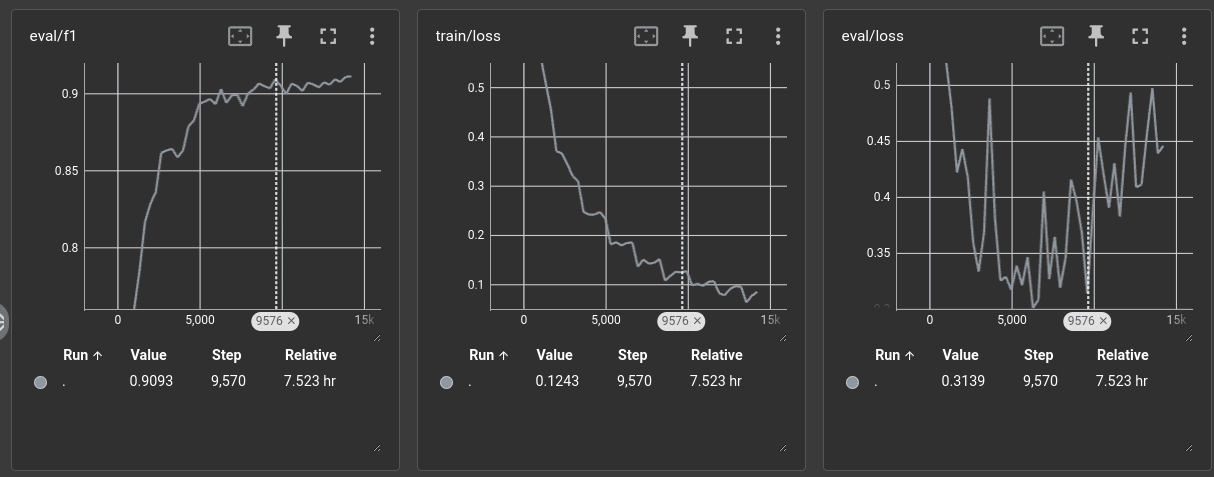 eval/f1
0.9
0.85
0.8
0
5,000
9576 ×
15k
Run ↑ Value Step Relative
. 0.9093 9,570 7.523 hr
train/loss
0.5
0.4
0.3
0.2
0.1
0
5,000
9576 ×
15k
Run ↑ Value Step Relative
. 0.1243 9,570 7.523 hr
eval/loss
0.5
0.45
0.4
0.35
0
5,000
9576 ×
15k
Run ↑ Value Step Relative
. 0.3139 9,570 7.523 hr